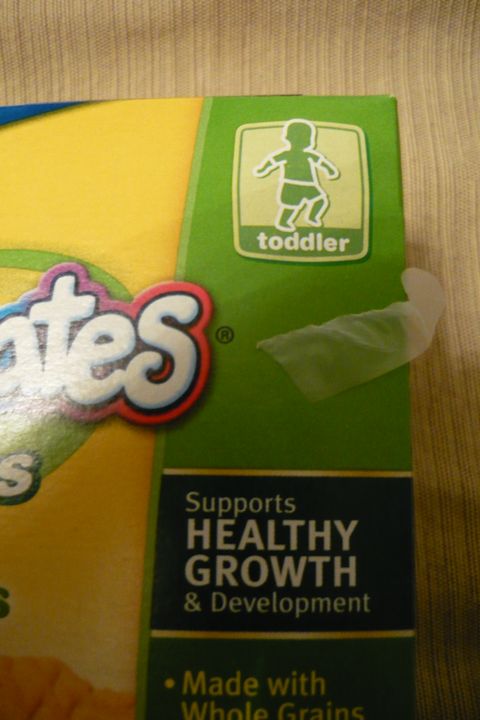 toddler
ates®
s
Supports
HEALTHY
GROWTH
& Development
s
• Made with
Whole Grains